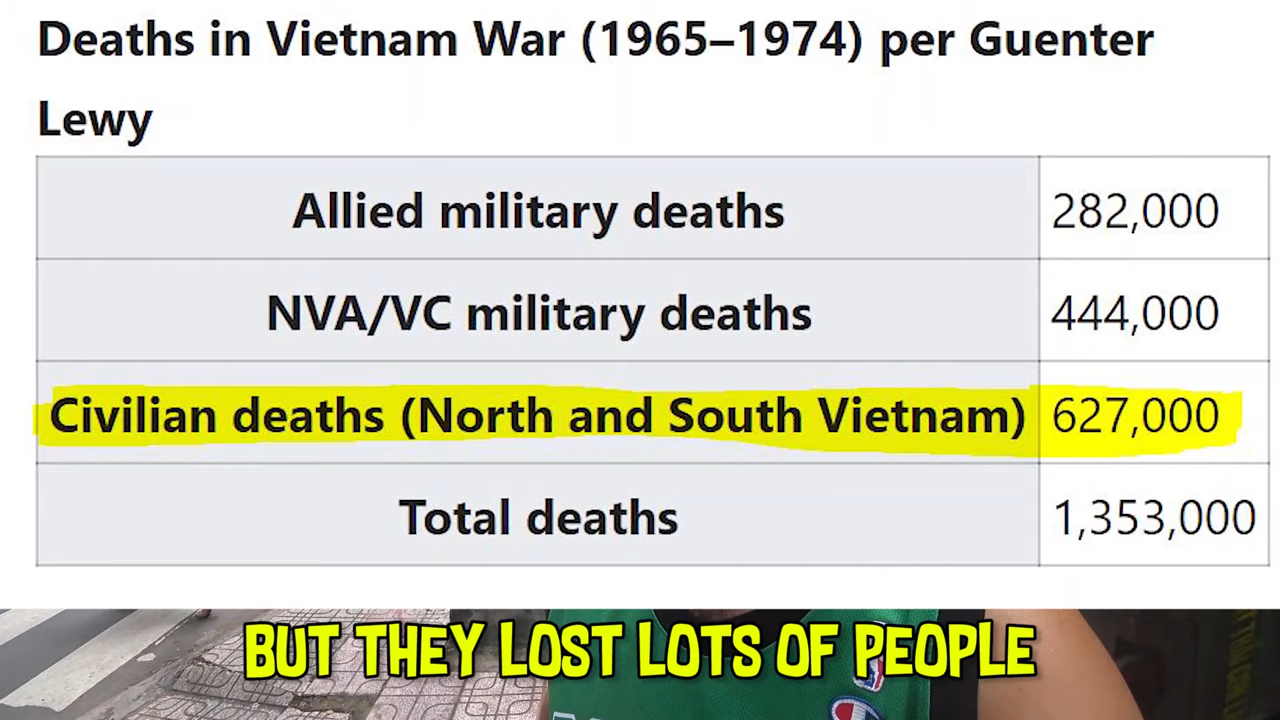 Deaths in Vietnam War (1965–1974) per Guenter
Lewy
Allied military deaths 282,000
NVA/VC military deaths 444,000
Civilian deaths (North and South Vietnam) 627,000
Total deaths 1,353,000
BUT THEY LOST LOTS OF PEOPLE